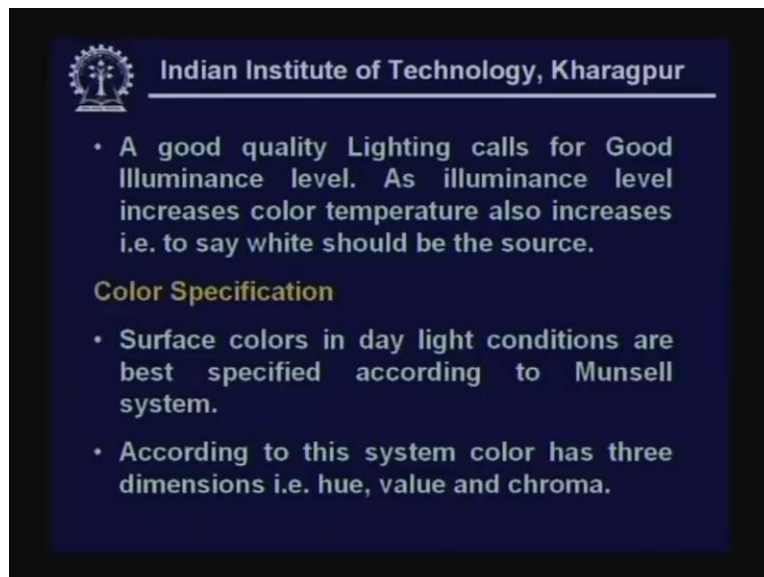 Indian Institute of Technology, Kharagpur
• A good quality Lighting calls for Good
Illuminance level. As illuminance level
increases color temperature also increases
i.e. to say white should be the source.
Color Specification
• Surface colors in day light conditions are
best specified according to Munsell
system.
• According to this system color has three
dimensions i.e. hue, value and chroma.